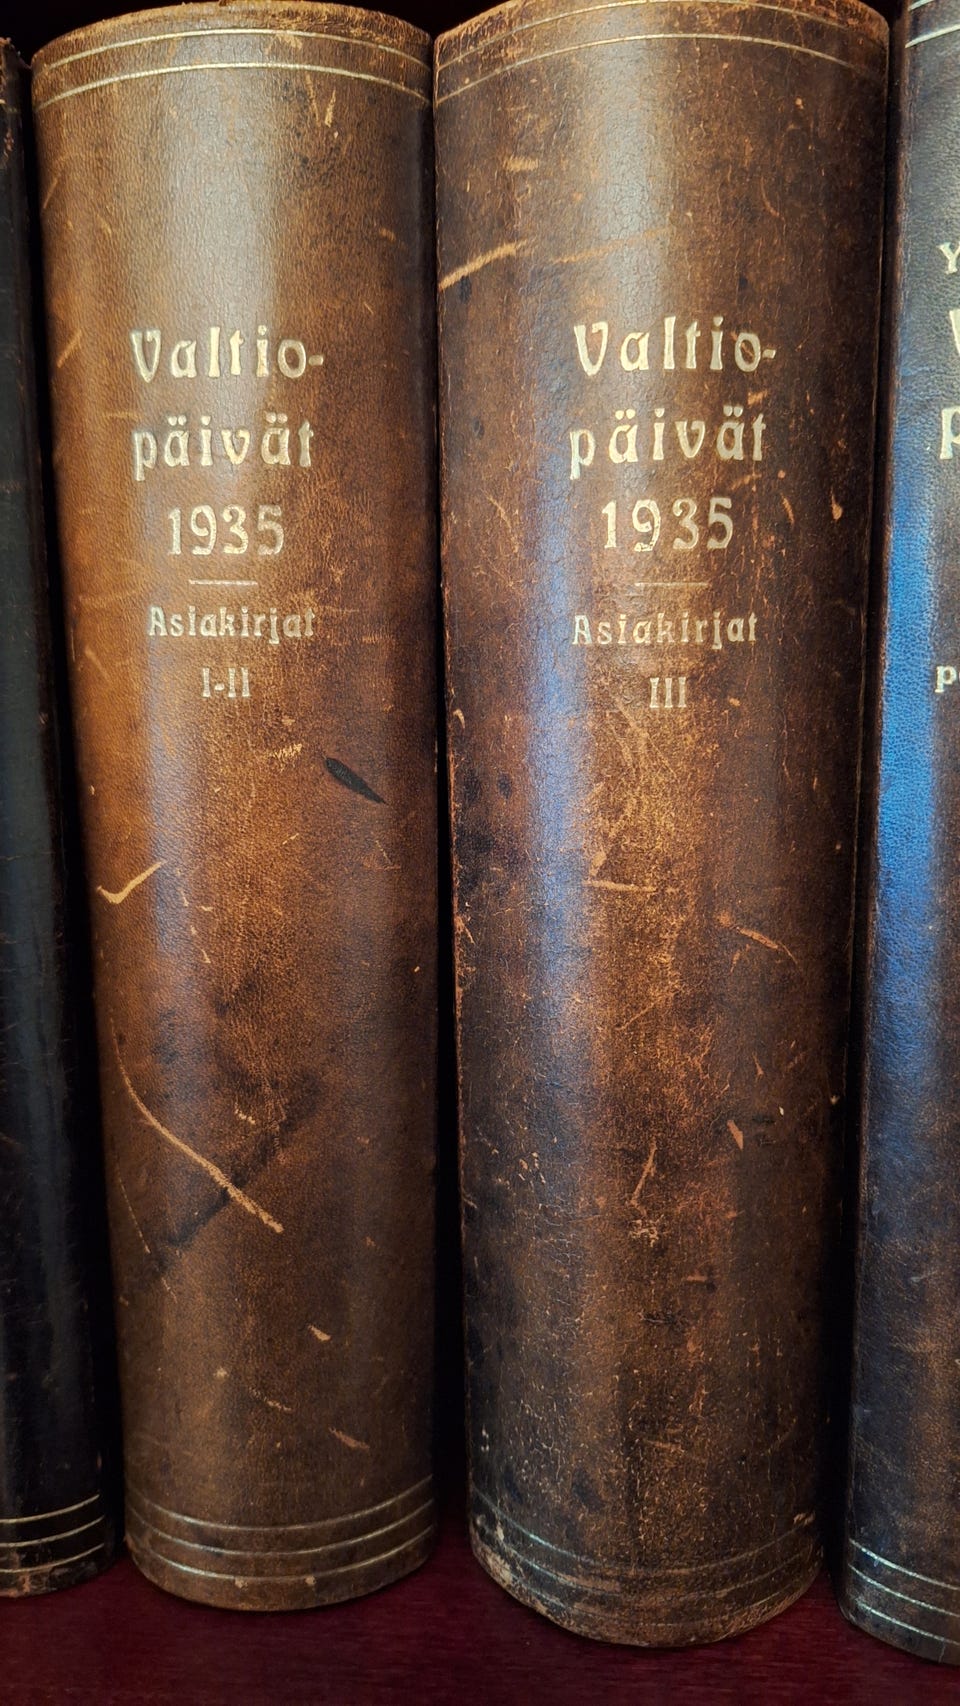 Valtio-
päivät
1935
Asiakirjat
I-II
Valtio-
päivät
1935
Asiakirjat
III